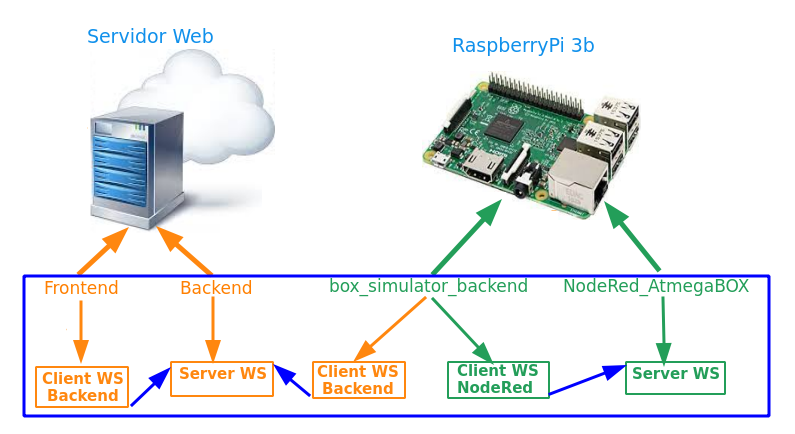 Servidor Web
RaspberryPi 3b
Frontend
Backend
box_simulator_backend
NodeRed_AtmegaBOX
Client WS
Backend
Server WS
Client WS
Backend
Client WS
NodeRed
Server WS